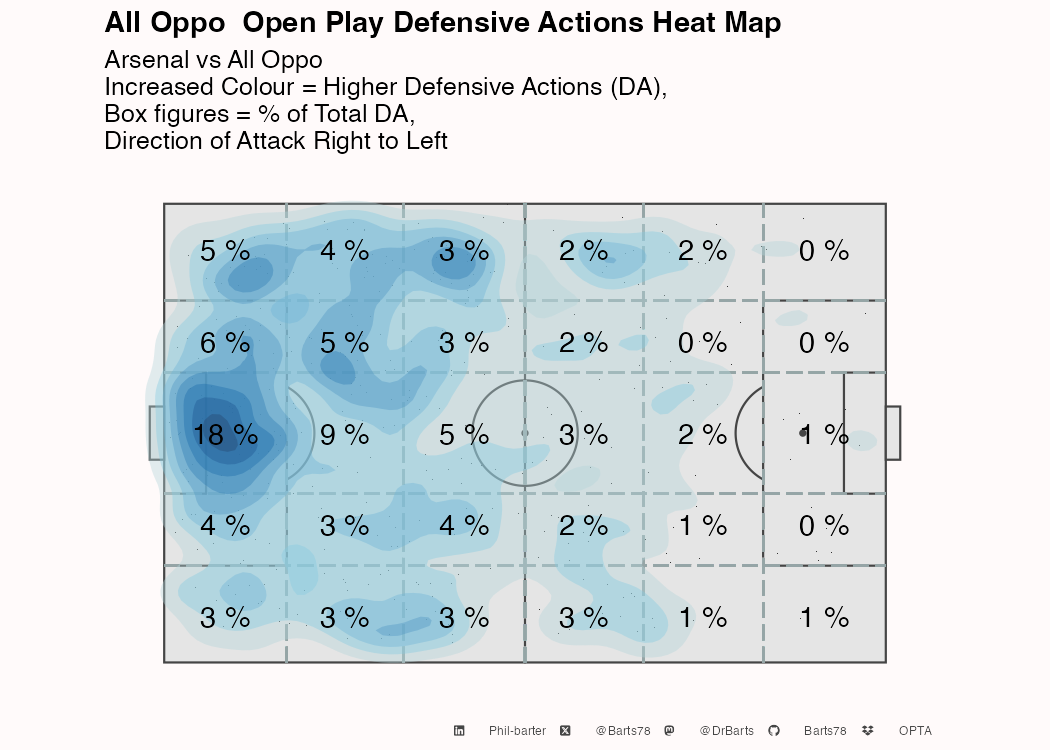 All Oppo  Open Play Defensive Actions Heat Map
Arsenal vs All Oppo
Increased Colour = Higher Defensive Actions (DA),
Box figures = % of Total DA,
Direction of Attack Right to Left
5 % 4 % 3 % 2 % 2 % 0 %
6 % 5 % 3 % 2 % 0 % 0 %
18 % 9 % 5 % 3 % 2 % 1 %
4 % 3 % 4 % 2 % 1 % 0 %
3 % 3 % 3 % 3 % 1 % 1 %
Phil-barter @Barts78 @DrBarts Barts78 OPTA